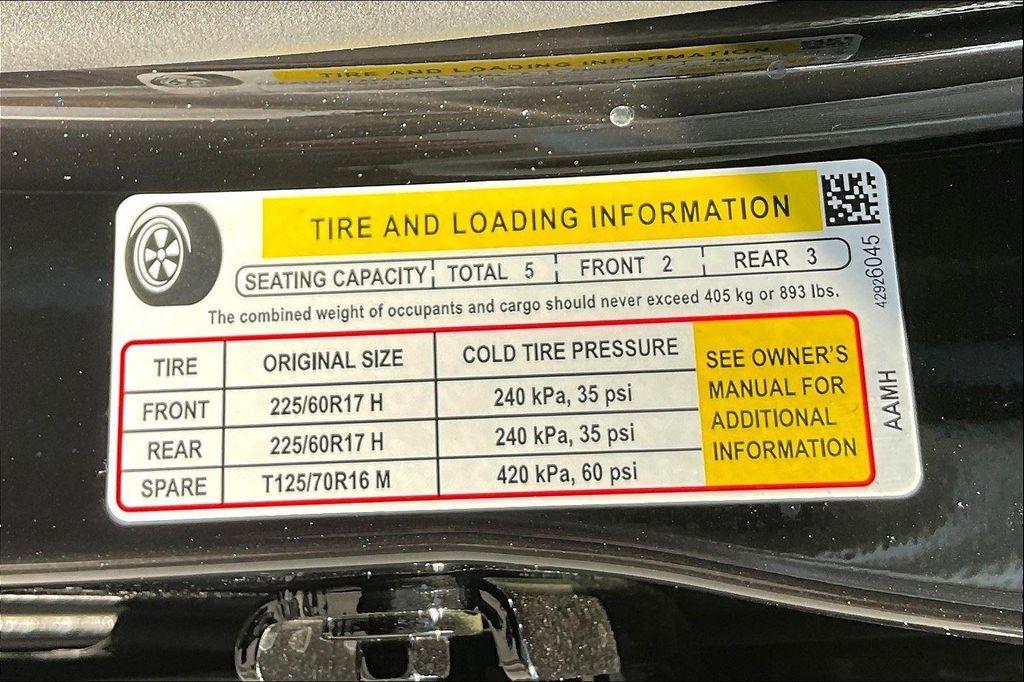 TIRE AND LOADING INFORMATION
TIRE AND LOADING INFORMATION
SEATING CAPACITY TOTAL 5 FRONT 2 REAR 3
The combined weight of occupants and cargo should never exceed 405 kg or 893 lbs.
TIRE ORIGINAL SIZE COLD TIRE PRESSURE
FRONT 225/60R17 H 240 kPa, 35 psi
REAR 225/60R17 H 240 kPa, 35 psi
SPARE T125/70R16 M 420 kPa, 60 psi
SEE OWNER'S
MANUAL FOR
ADDITIONAL
INFORMATION
42926045
AAMH